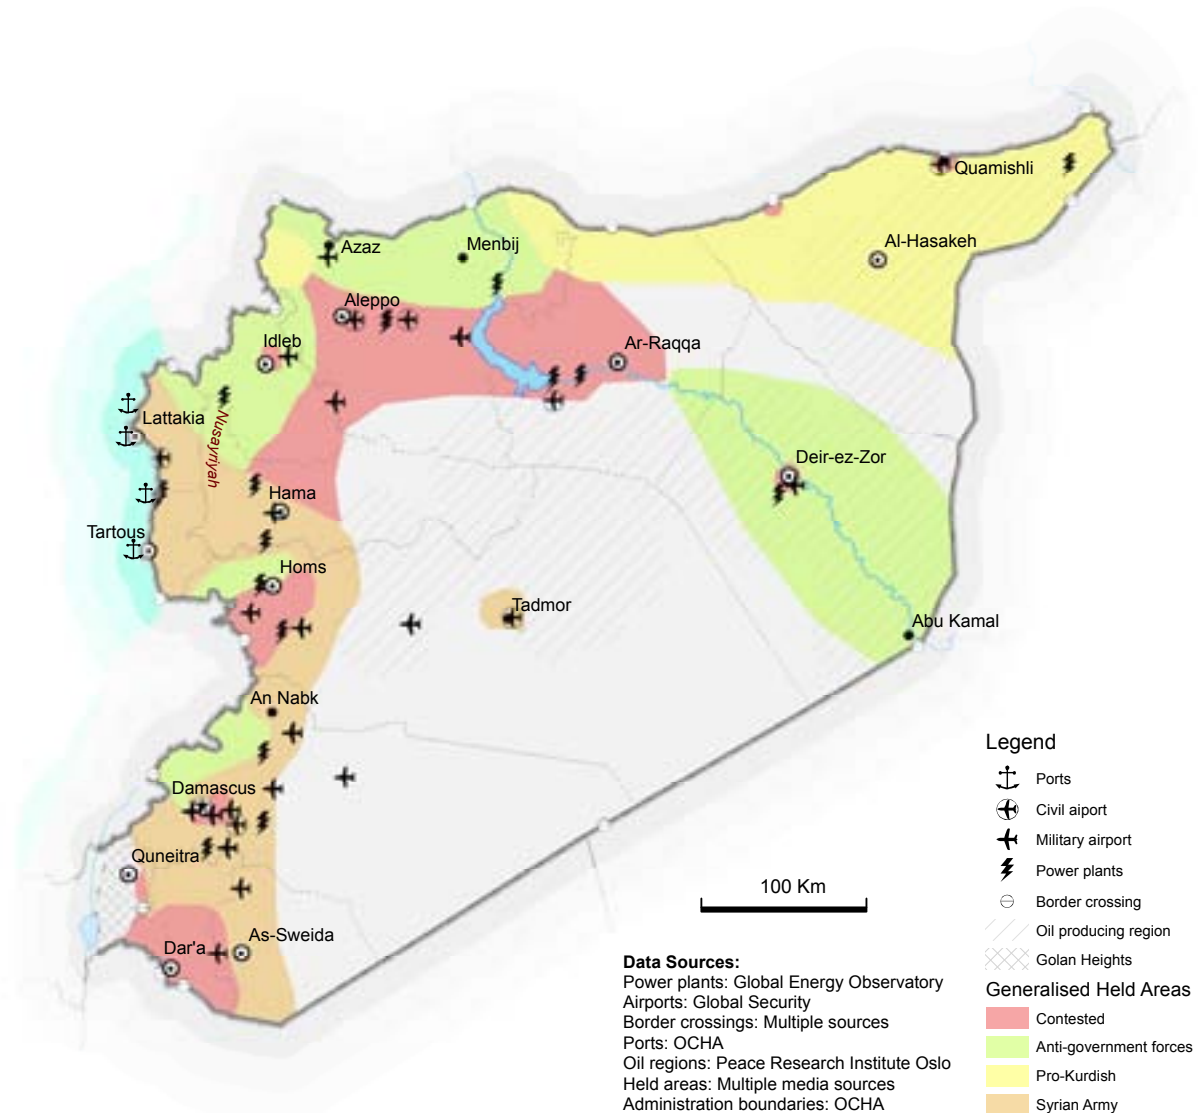 Quamishli
Al-Hasakeh
Azaz
Menbij
Aleppo
Idleb
Ar-Raqqa
Lattakia
Nusayriyah
Deir-ez-Zor
Hama
Tartous
Homs
Tadmor
Abu Kamal
An Nabk
Damascus
Quneitra
As-Sweida
Dar'a
100 Km
Legend
Ports
Civil aiport
Military airport
Power plants
Border crossing
Oil producing region
Golan Heights
Generalised Held Areas
Contested
Anti-government forces
Pro-Kurdish
Syrian Army
Data Sources:
Power plants: Global Energy Observatory
Airports: Global Security
Border crossings: Multiple sources
Ports: OCHA
Oil regions: Peace Research Institute Oslo
Held areas: Multiple media sources
Administration boundaries: OCHA